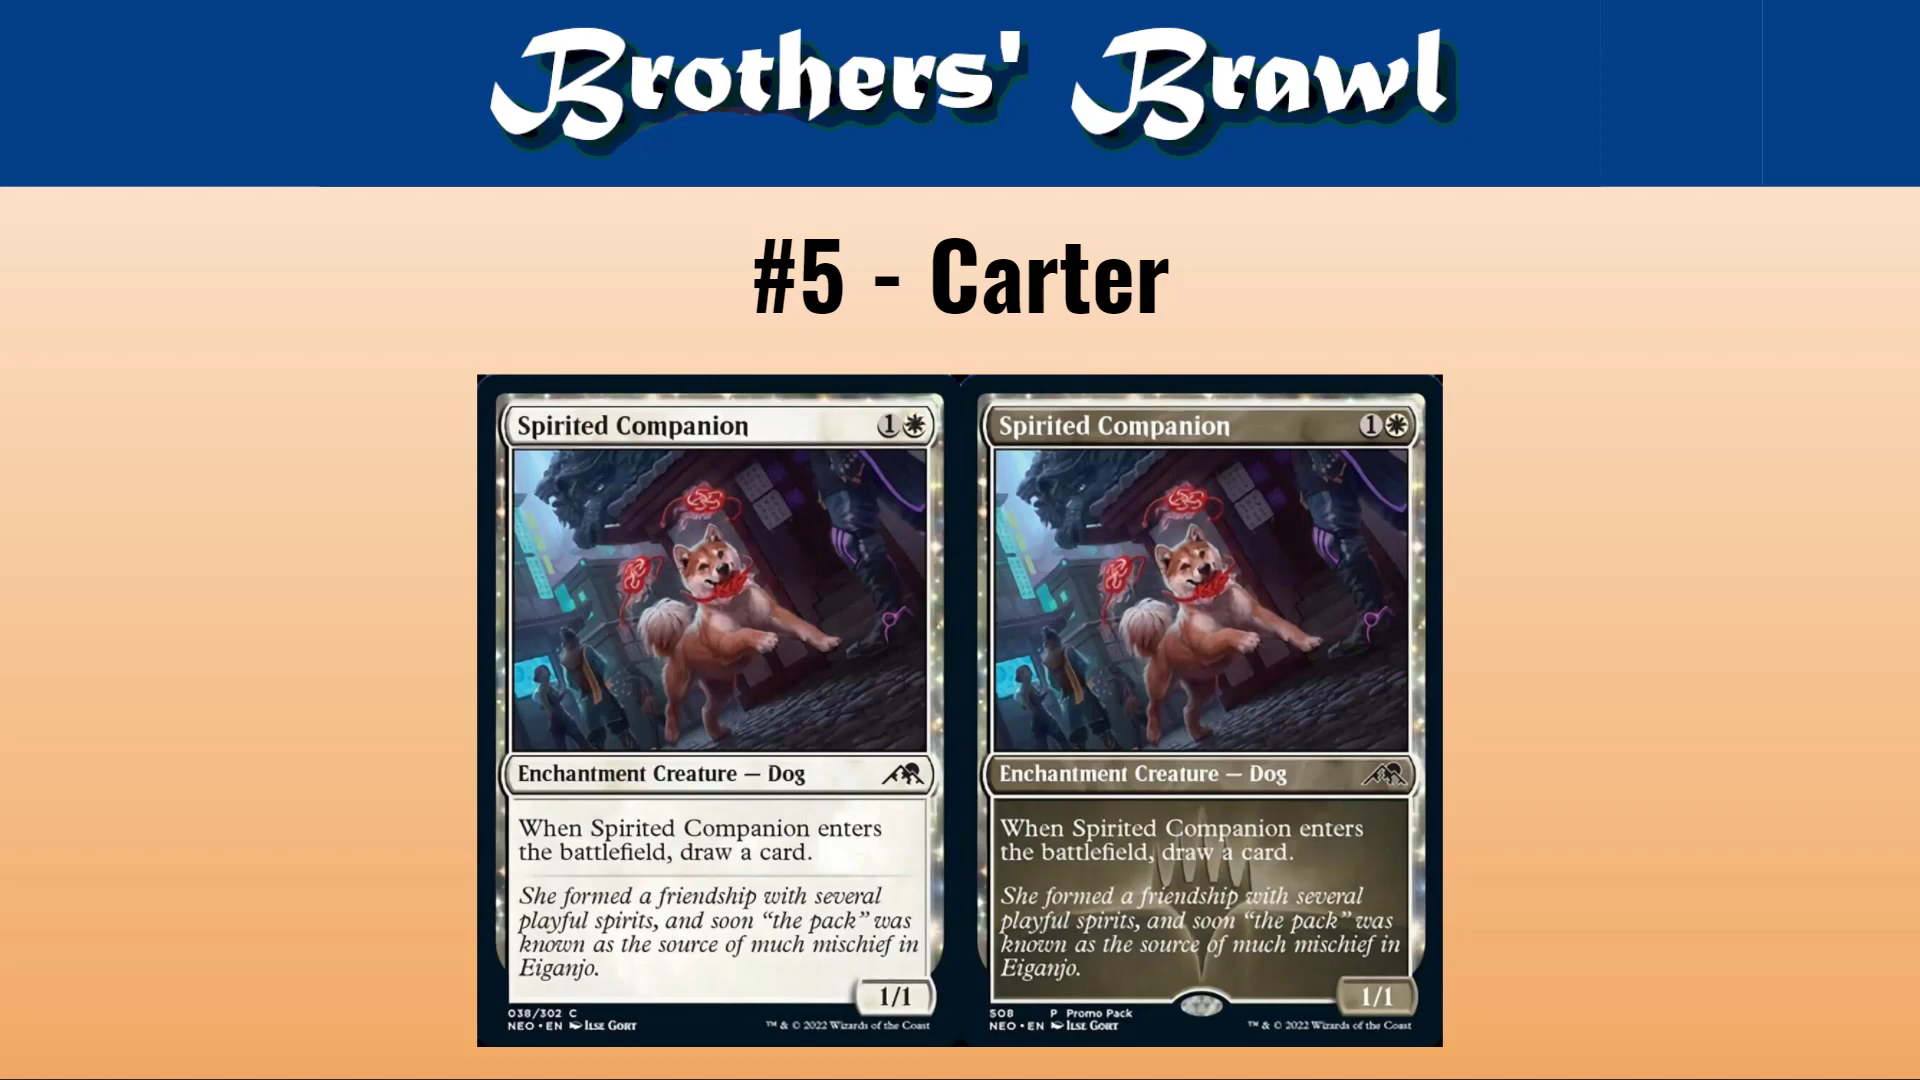 Brothers' Brawl
#5 - Carter
Spirited Companion 1
Enchantment Creature — Dog
When Spirited Companion enters
the battlefield, draw a card.
She formed a friendship with several
playful spirits, and soon “the pack” was
known as the source of much mischief in
Eiganjo.
1/1
038/302 C
NEO • EN Ilse Gort
™ & © 2022 Wizards of the Coast
Spirited Companion 1
Enchantment Creature — Dog
When Spirited Companion enters
the battlefield, draw a card.
She formed a friendship with several
playful spirits, and soon “the pack” was
known as the source of much mischief in
Eiganjo.
1/1
508 P Promo Pack
NEO • EN Ilse Gort
™ & © 2022 Wizards of the Coast